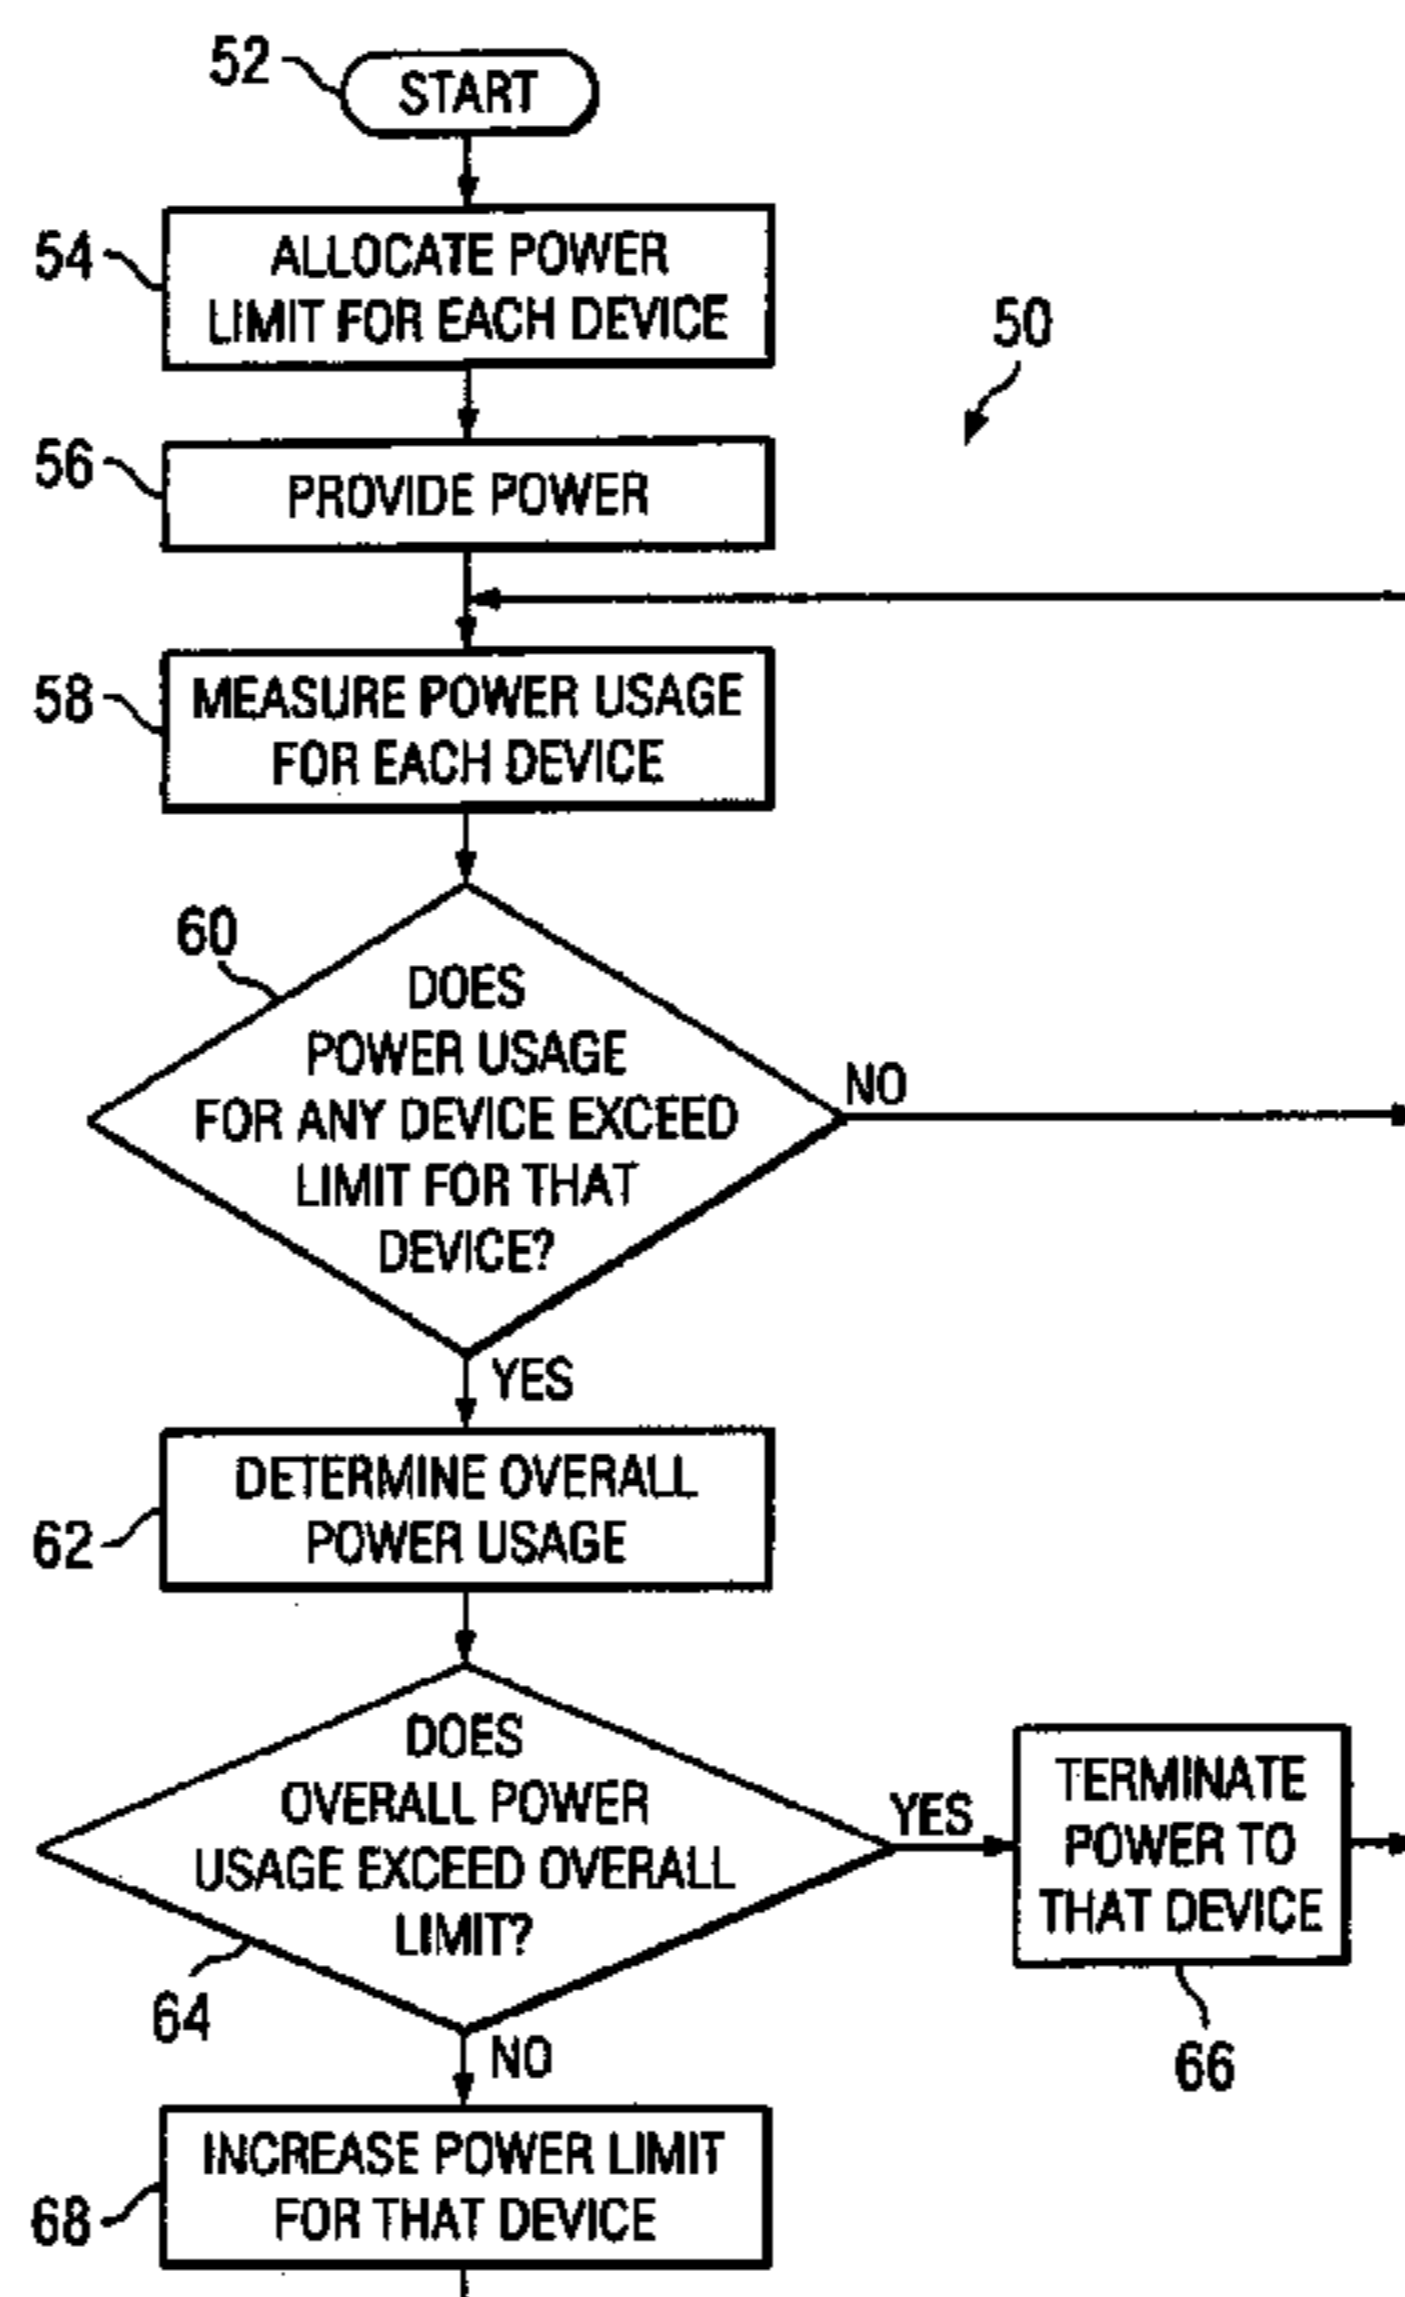 52
START
54
ALLOCATE POWER
LIMIT FOR EACH DEVICE
50
56
PROVIDE POWER
58
MEASURE POWER USAGE
FOR EACH DEVICE
60
DOES
POWER USAGE
FOR ANY DEVICE EXCEED
LIMIT FOR THAT
DEVICE?
NO
YES
62
DETERMINE OVERALL
POWER USAGE
DOES
OVERALL POWER
USAGE EXCEED OVERALL
LIMIT?
64
YES
TERMINATE
POWER TO
THAT DEVICE
66
NO
68
INCREASE POWER LIMIT
FOR THAT DEVICE